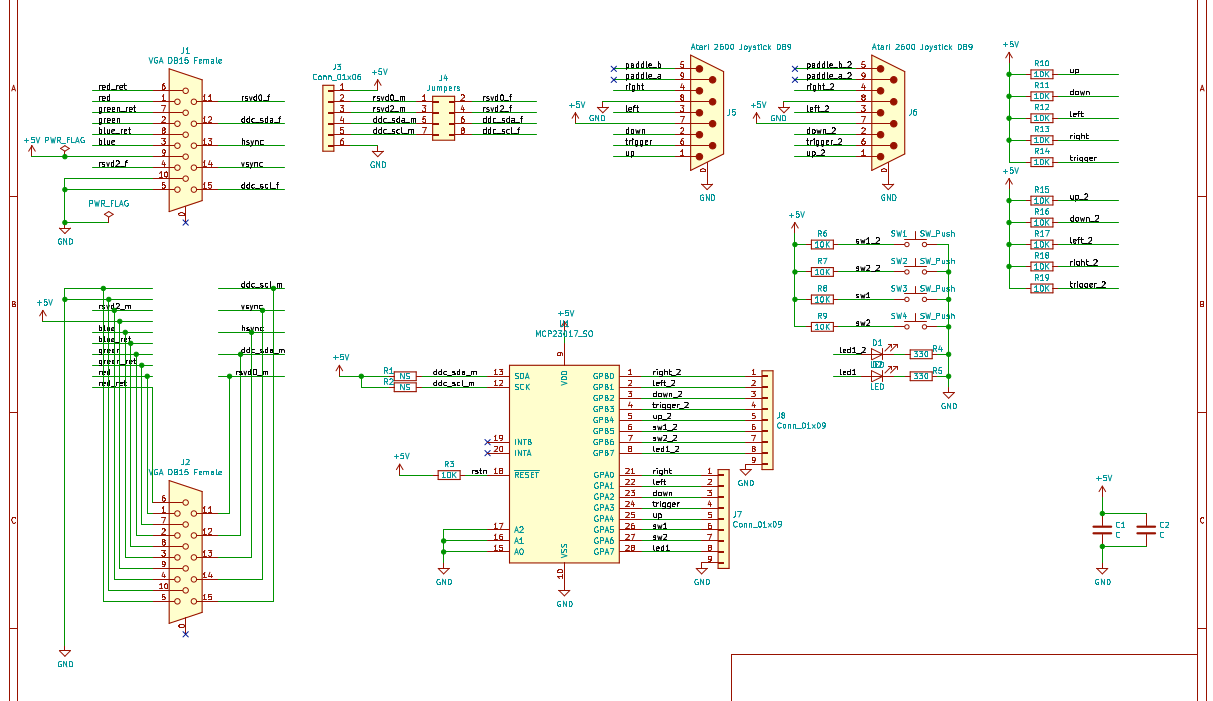 J1
VGA DB15 Female
red_ret 6
red 1 11 rsvd0_f
green_ret 7
green 2 12 ddc_sda_f
blue_ret 8
blue 3 13 hsync
+5V PWR_FLAG 9
rsvd2_f 4 14 vsync
10
5 15 ddc_scl_f
0
PWR_FLAG
GND
J3
Conn_01x06
+5V
1
2 rsvd0_m
3 rsvd2_m
4 ddc_sda_m
5 ddc_scl_m
6
GND
J4
Jumpers
1 2 rsvd0_f
3 4 rsvd2_f
5 6 ddc_sda_f
7 8 ddc_scl_f
Atari 2600 Joystick DB9
paddle_b 5
paddle_a 9
right 4
8
+5V GND left 3
7
down 2
trigger 6
up 1
J5
0
GND
Atari 2600 Joystick DB9
paddle_b_2 5
paddle_a_2 9
right_2 4
8
+5V GND left_2 3
7
down_2 2
trigger_2 6
up_2 1
J6
0
GND
+5V
R10 10K up
R11 10K down
R12 10K left
R13 10K right
R14 10K trigger
+5V
R15 10K up_2
R16 10K down_2
R17 10K left_2
R18 10K right_2
R19 10K trigger_2
+5V
R6 10K sw1_2 SW1 SW_Push
R7 10K sw2_2 SW2 SW_Push
R8 10K sw1 SW3 SW_Push
R9 10K sw2 SW4 SW_Push
led1_2 D1 330 R4
led1 LED 330 R5
GND
+5V
rsvd2_m
blue
blue_ret
green
green_ret
red
red_ret
ddc_scl_m
vsync
hsync
ddc_sda_m
rsvd0_m
J2
VGA DB15 Female
6
1 11
7
2 12
8
3 13
9
4 14
10
5 15
0
GND
+5V
MCP23017_SO
9
VDD
+5V
R1 NS ddc_sda_m 13 SDA
R2 NS ddc_scl_m 12 SCK
19 INTB
20 INTA
+5V R3 10K rstn 18 RESET
17 A2
16 A1
15 A0
GND
VSS
10
GND
GPB0 1 right_2 1
GPB1 2 left_2 2
GPB2 3 down_2 3
GPB3 4 trigger_2 4
GPB4 5 up_2 5
GPB5 6 sw1_2 6
GPB6 7 sw2_2 7
GPB7 8 led1_2 8
9
GND
J8
Conn_01x09
GPA0 21 right 1
GPA1 22 left 2
GPA2 23 down 3
GPA3 24 trigger 4
GPA4 25 up 5
GPA5 26 sw1 6
GPA6 27 sw2 7
GPA7 28 led1 8
9
GND
J7
Conn_01x09
+5V
C1 C
C2 C
GND
A
B
C
A
B
C